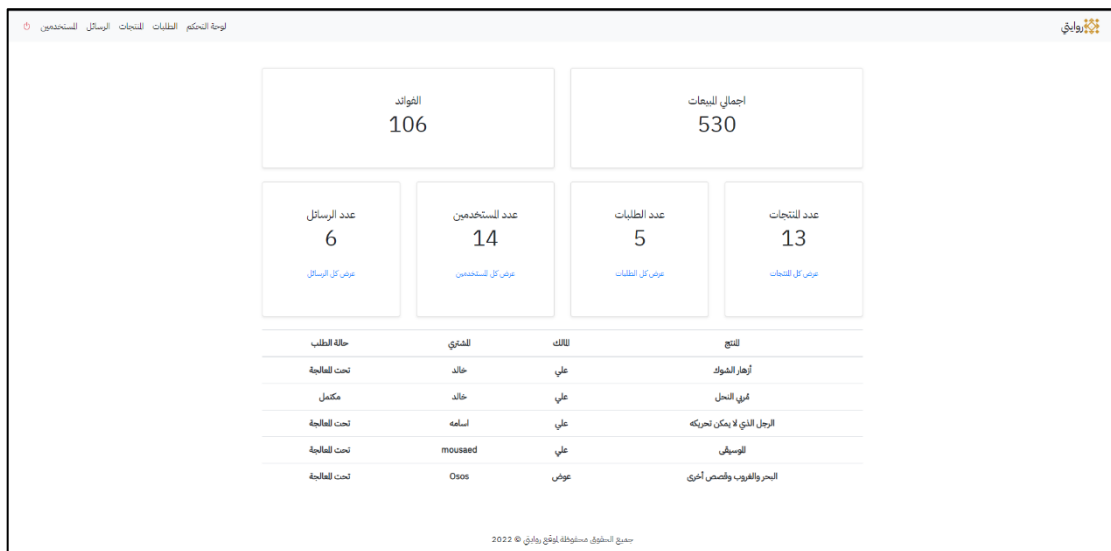 روايتي
لوحة التحكم الطلبات المنتجات الرسائل المستخدمين
اجمالي المبيعات
530
الفوائد
106
عدد المنتجات
13
عرض كل المنتجات
عدد الطلبات
5
عرض كل الطلبات
عدد المستخدمين
14
عرض كل المستخدمين
عدد الرسائل
6
عرض كل الرسائل
المنتج المالك المشتري حالة الطلب
أزهار الشوك علي خالد تحت المعالجة
مُربي النحل علي خالد مكتمل
الرجل الذي لا يمكن تحريكه علي اسامه تحت المعالجة
الموسيقى علي mousaed تحت المعالجة
البحر والغروب وقصص أخرى عوض Osos تحت المعالجة
جميع الحقوق محفوظة لموقع روايتي © 2022